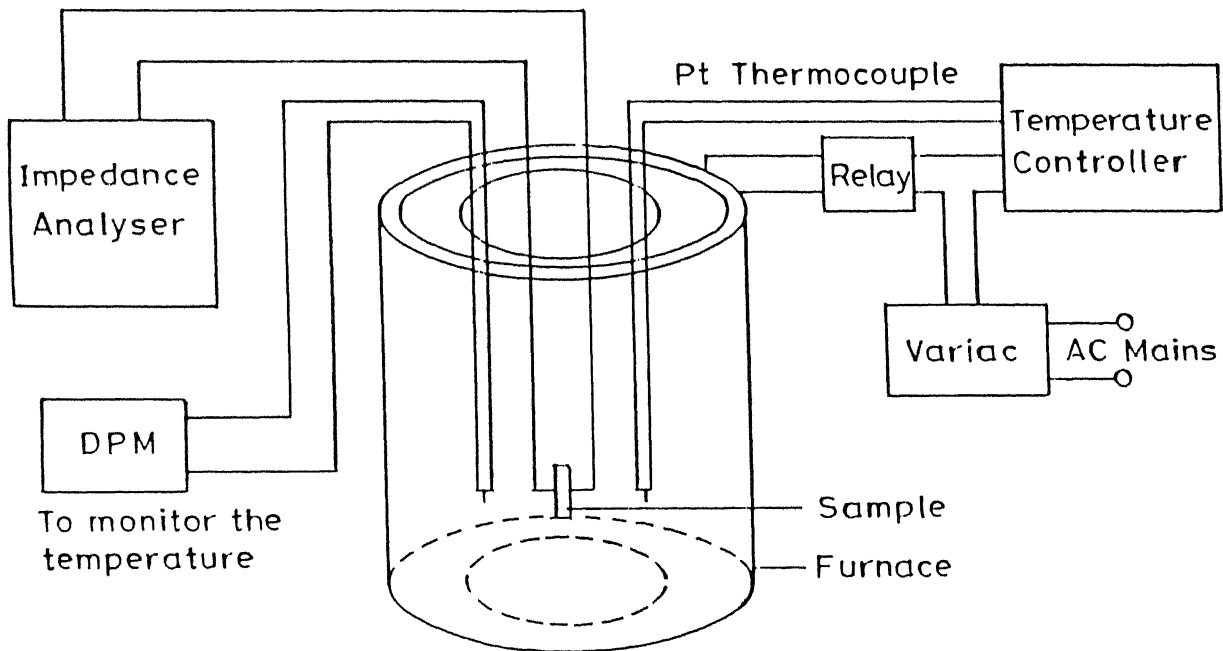 Impedance
Analyser
Pt Thermocouple
Temperature
Controller
Relay
Variac
AC Mains
DPM
To monitor the
temperature
Sample
Furnace